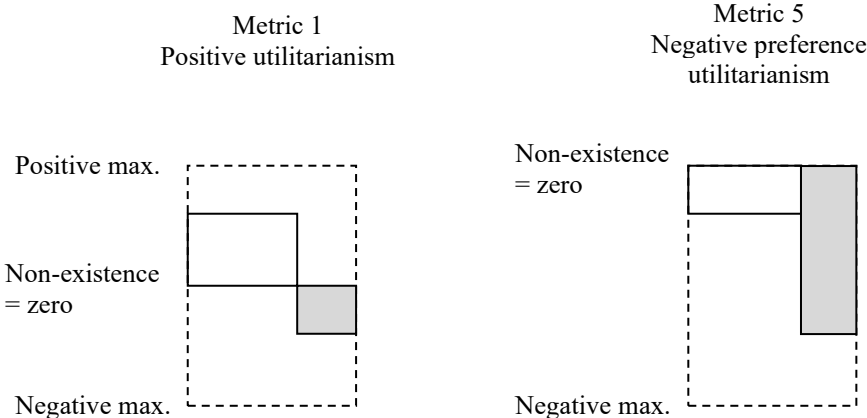 Metric 1
Positive utilitarianism
Positive max.
Non-existence
= zero
Negative max.
Metric 5
Negative preference
utilitarianism
Non-existence
= zero
Negative max.